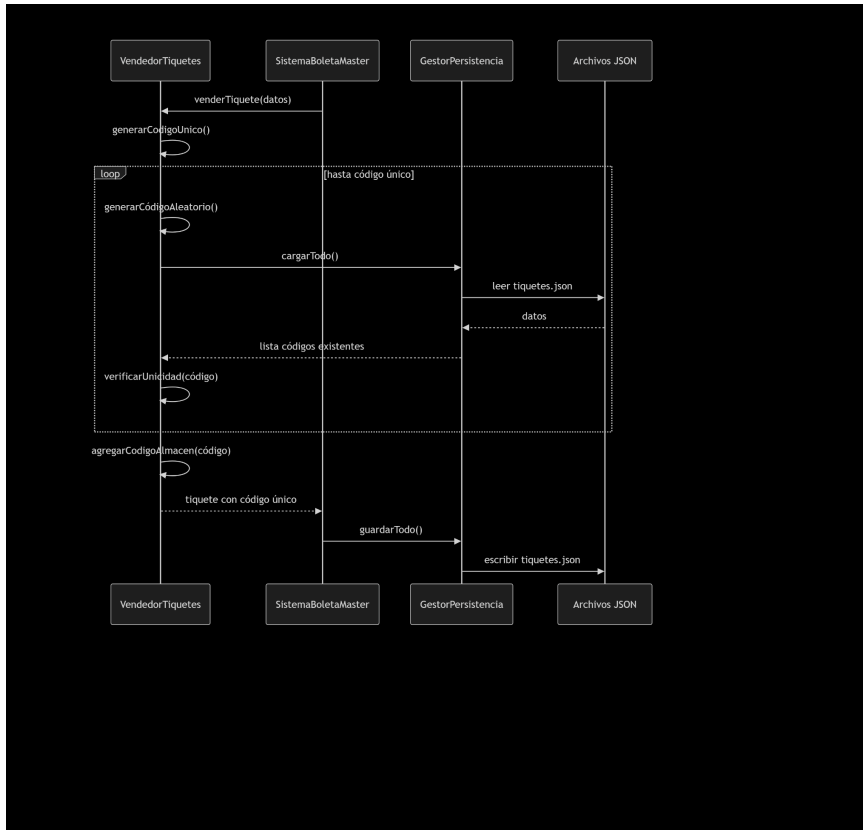 VendedorTiquetes
SistemaBoletaMaster
GestorPersistencia
Archivos JSON
venderTiquete(datos)
generarCodigoUnico()
loop
[hasta código único]
generarCódigoAleatorio()
cargarTodo()
leer tiquetes.json
datos
lista códigos existentes
verificarUnicidad(código)
agregarCodigoAlmacen(código)
tiquete con código único
guardarTodo()
escribir tiquetes.json
VendedorTiquetes
SistemaBoletaMaster
GestorPersistencia
Archivos JSON